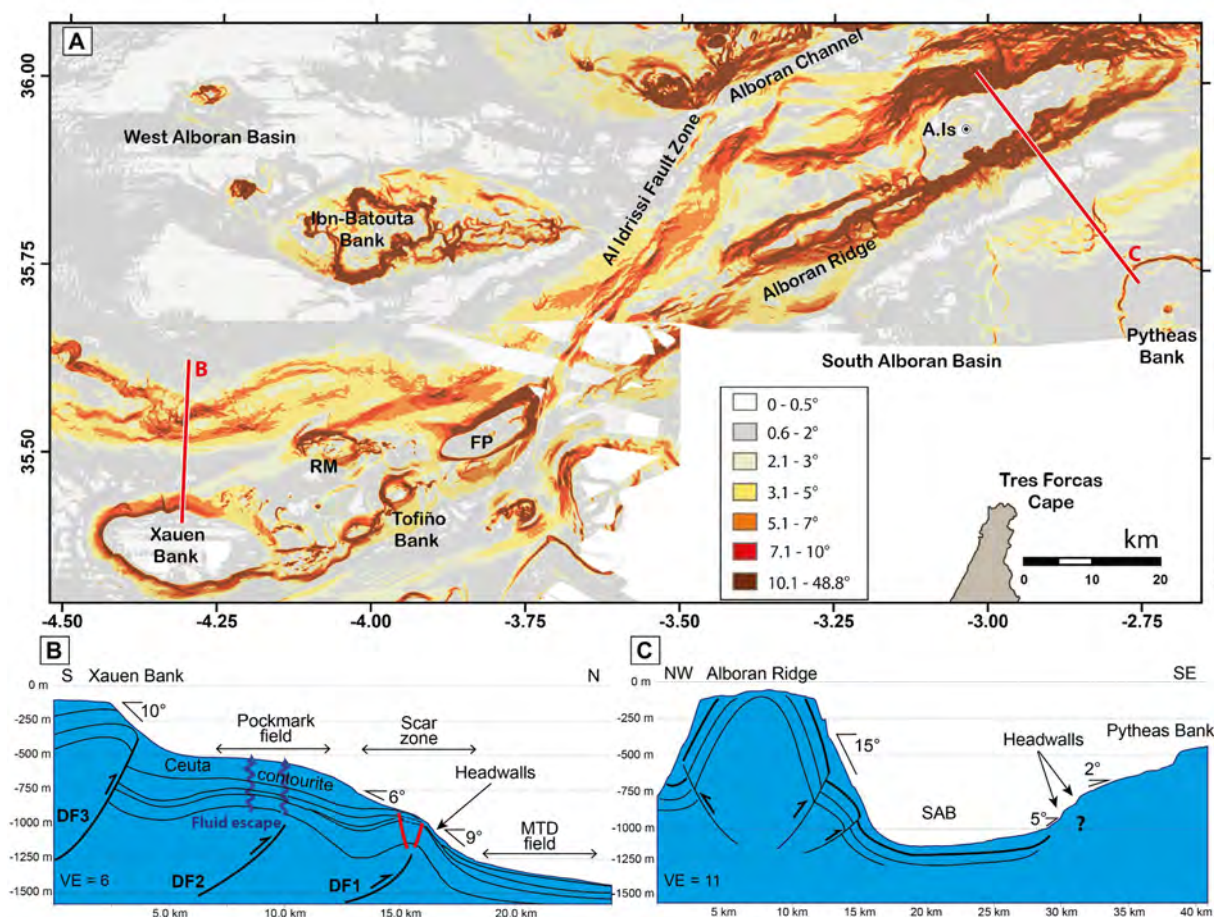 A
36.00
35.75
35.50
West Alboran Basin
Ibn-Batouta
Bank
Al Idrissi Fault Zone
Alboran Channel
A.Is
Alboran Ridge
C
Pytheas
Bank
South Alboran Basin
B
RM
FP
Tofiño
Bank
Xauen
Bank
0 - 0.5°
0.6 - 2°
2.1 - 3°
3.1 - 5°
5.1 - 7°
7.1 - 10°
10.1 - 48.8°
Tres Forcas
Cape
km
0 5 10 20
-4.50 -4.25 -4.00 -3.75 -3.50 -3.25 -3.00 -2.75
B
S Xauen Bank N
0 m
-250 m
-500 m
-750 m
-1000 m
-1250 m
-1500 m
10°
Pockmark
field
Scar
zone
Ceuta
contourite
Fluid escape
6°
Headwalls
9°
MTD
field
DF3
DF2
DF1
VE = 6
5.0 km 10.0 km 15.0 km 20.0 km
C
NW Alboran Ridge SE
0 m
-250 m
-500 m
-750 m
-1000 m
-1250 m
-1500 m
15°
SAB
Headwalls
Pytheas Bank
2°
5°
?
VE = 11
5 km 10 km 15 km 20 km 25 km 30 km 35 km 40 km